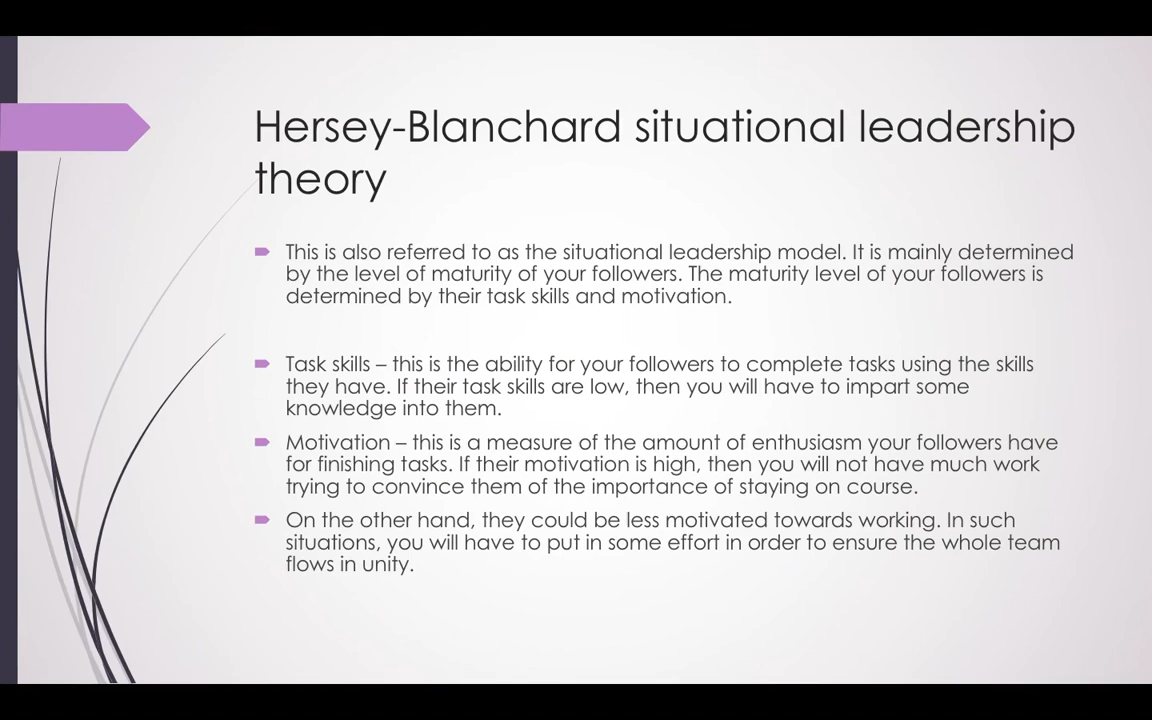 Hersey-Blanchard situational leadership
theory
This is also referred to as the situational leadership model. It is mainly determined
by the level of maturity of your followers. The maturity level of your followers is
determined by their task skills and motivation.
Task skills – this is the ability for your followers to complete tasks using the skills
they have. If their task skills are low, then you will have to impart some
knowledge into them.
Motivation – this is a measure of the amount of enthusiasm your followers have
for finishing tasks. If their motivation is high, then you will not have much work
trying to convince them of the importance of staying on course.
On the other hand, they could be less motivated towards working. In such
situations, you will have to put in some effort in order to ensure the whole team
flows in unity.